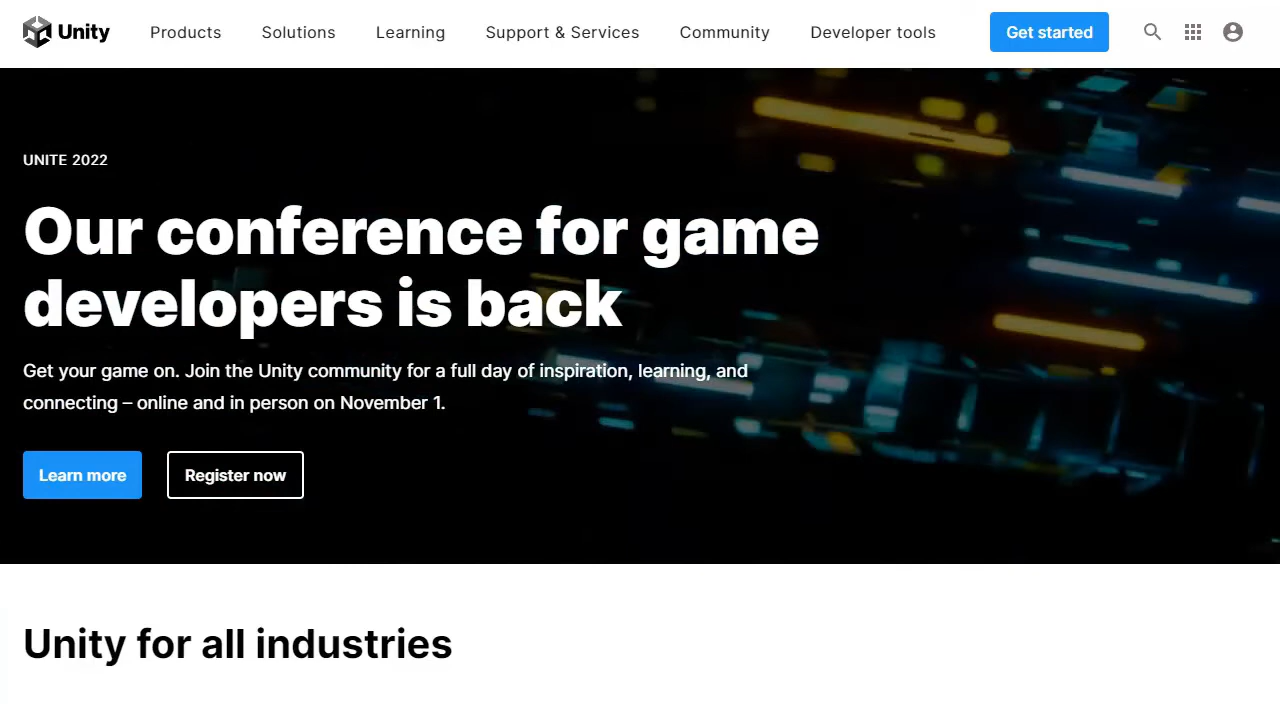 Unity
Products
Solutions
Learning
Support & Services
Community
Developer tools
Get started
UNITE 2022
Our conference for game
developers is back
Get your game on. Join the Unity community for a full day of inspiration, learning, and
connecting – online and in person on November 1.
Learn more
Register now
Unity for all industries